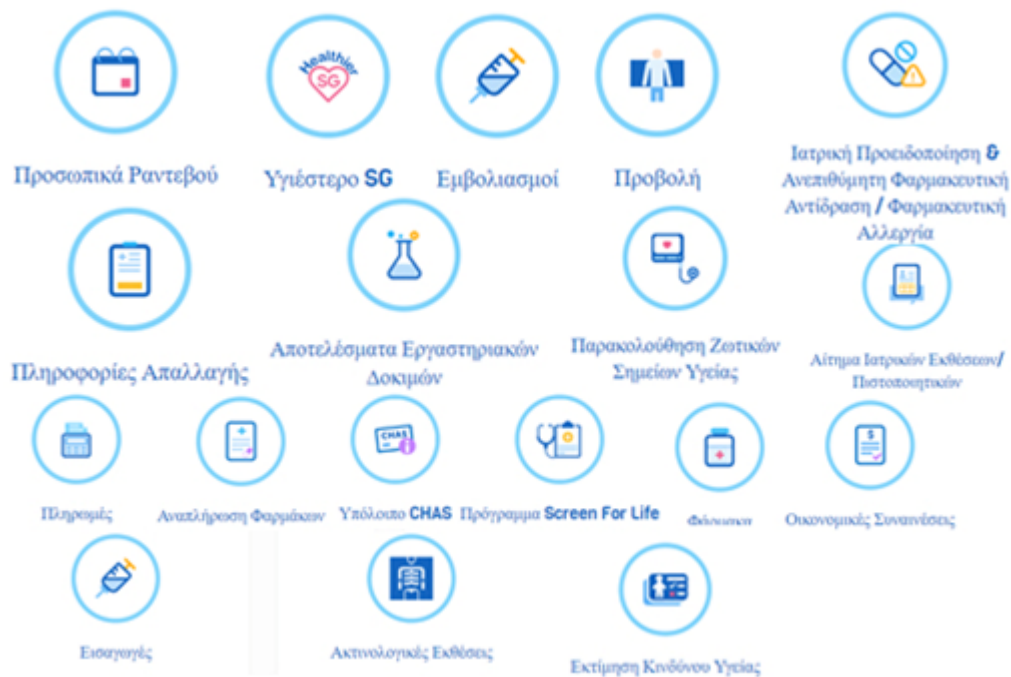 Healthier
SG
Προσωπικά Ραντεβού
Υγιέστερο SG
Εμβολιασμοί
Προβολή
Ιατρική Προειδοποίηση &
Ανεπιθύμητη Φαρμακευτική
Αντίδραση / Φαρμακευτική
Αλλεργία
Πληροφορίες Απαλλαγής
Αποτελέσματα Εργαστηριακών
Δοκιμών
Παρακολούθηση Ζωτικών
Σημείων Υγείας
Αίτημα Ιατρικών Εκθέσεων/
Πιστοποιητικών
CHAS
$
Πληρωμές
Αναπλήρωση Φαρμάκων
Υπόλοιπο CHAS
Πρόγραμμα Screen For Life
Φάρμακα
Οικονομικές Συναινέσεις
Εισαγωγές
Ακτινολογικές Εκθέσεις
Εκτίμηση Κινδύνου Υγείας